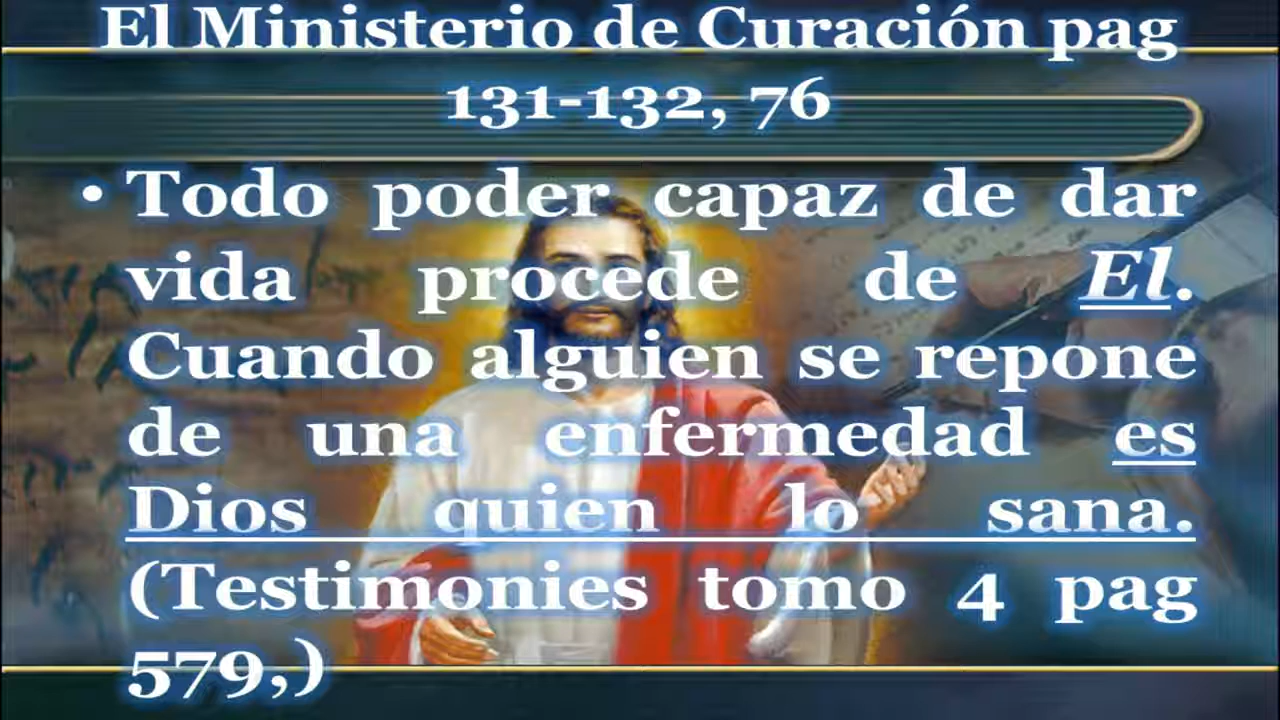 El Ministerio de Curación pag
131-132, 76
• Todo poder capaz de dar
vida procede de El.
Cuando alguien se repone
de una enfermedad es
Dios quien lo sana.
(Testimonies tomo 4 pag
579,)